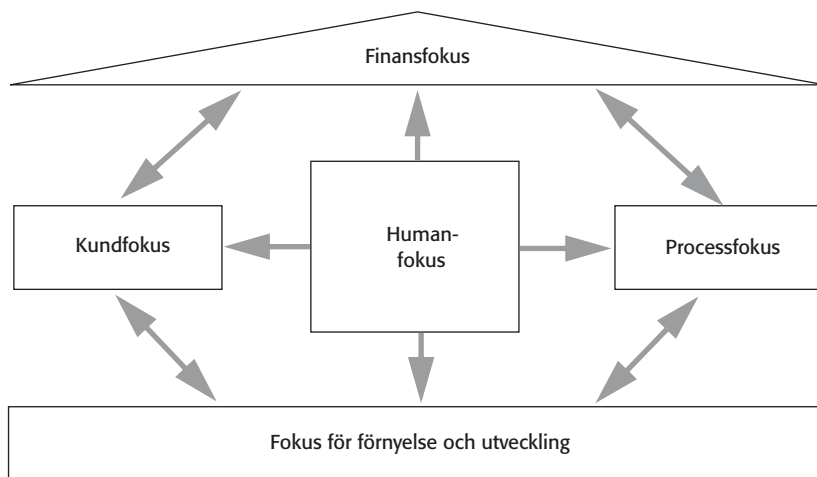 Finansfokus
Kundfokus
Human-
fokus
Processfokus
Fokus för förnyelse och utveckling